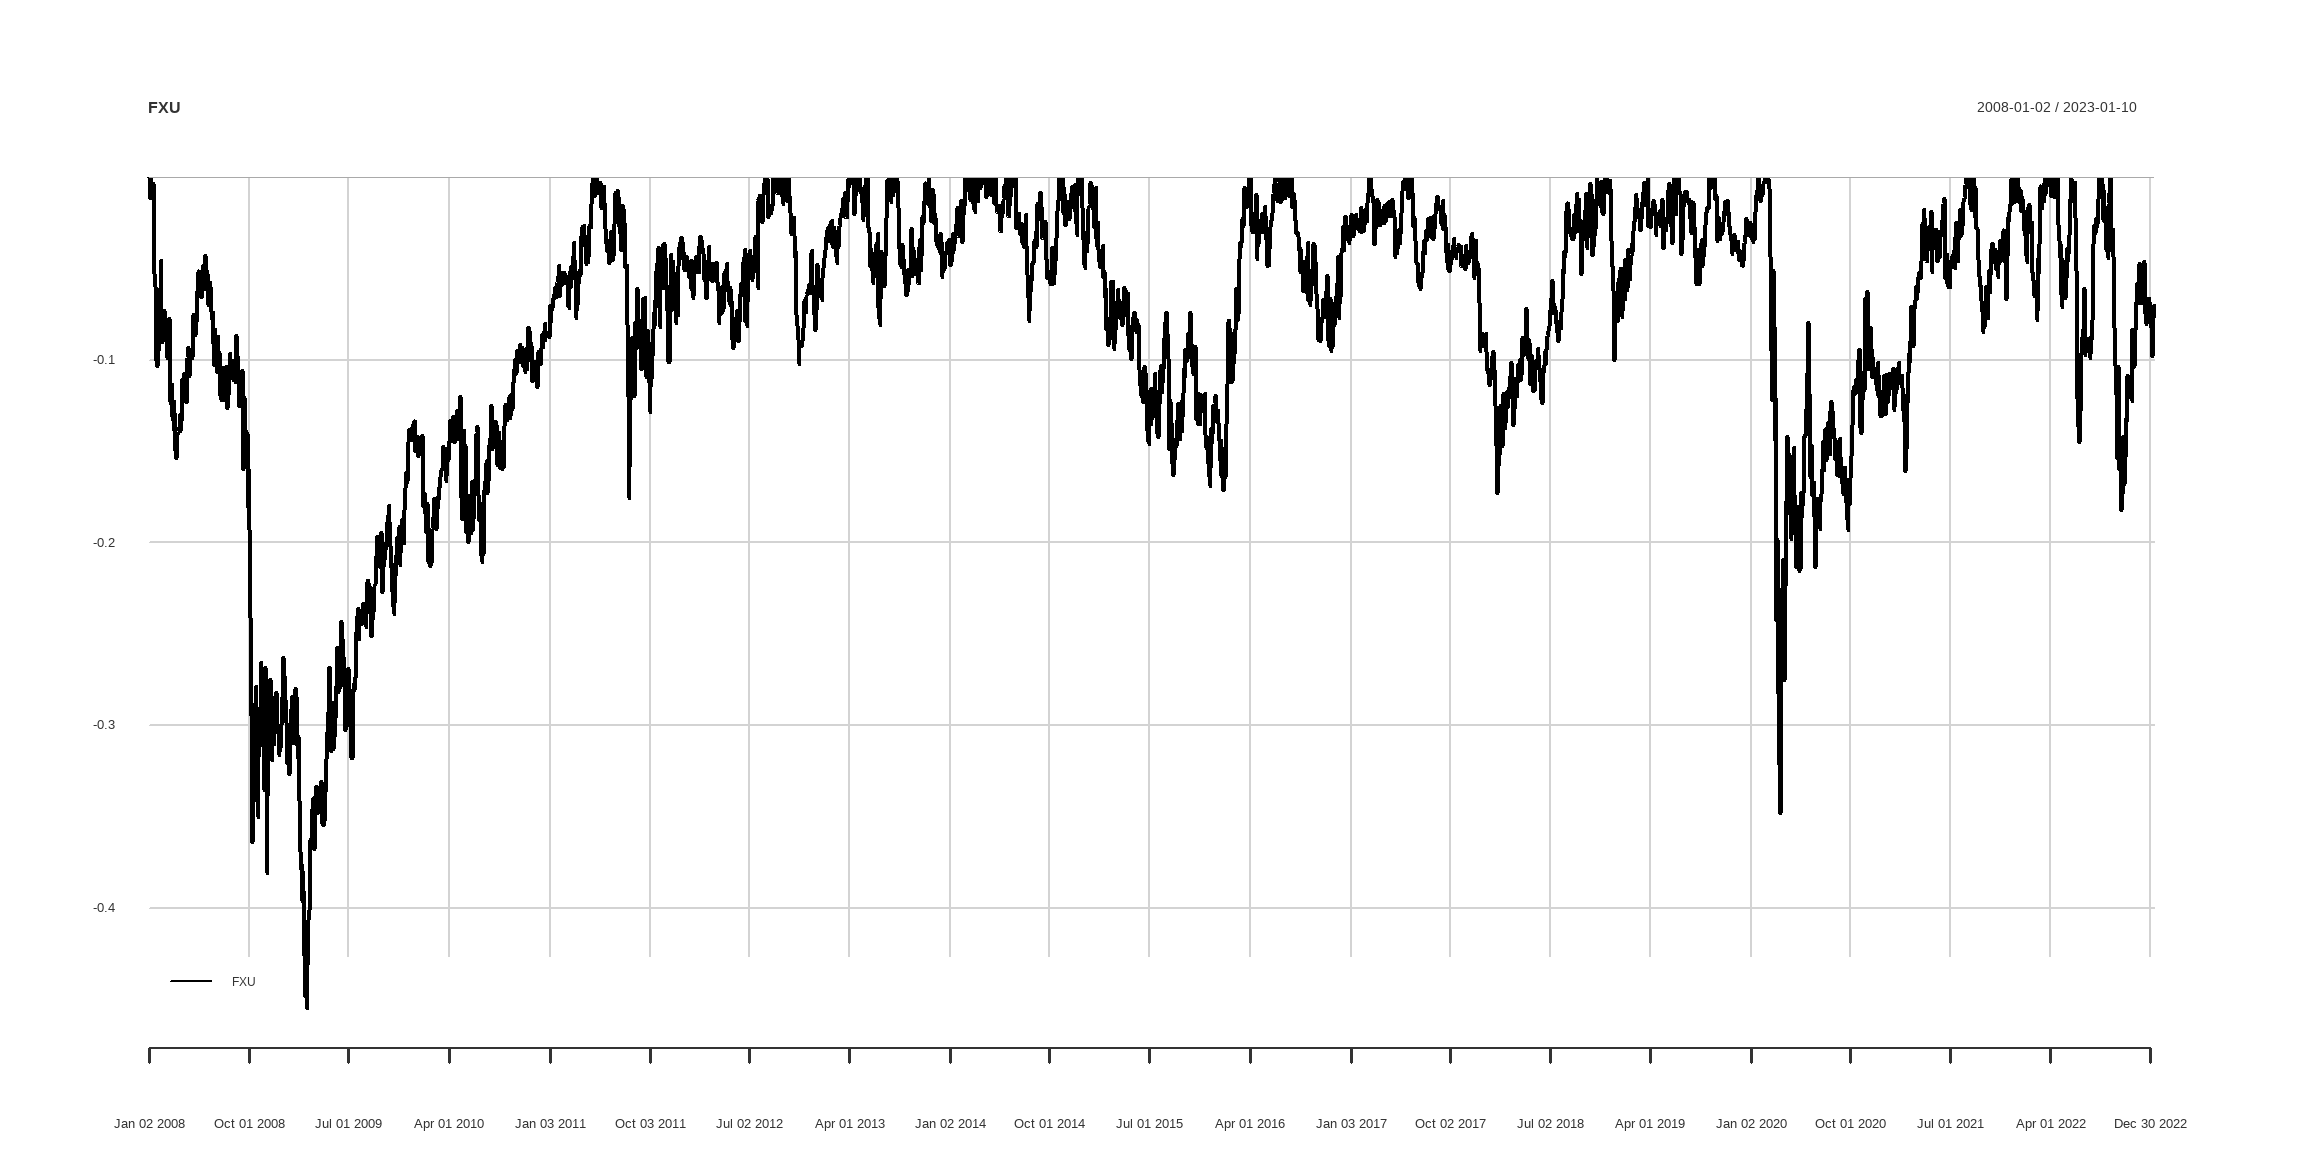 FXU
2008-01-02 / 2023-01-10
-0.1
-0.2
-0.3
-0.4
FXU
Jan 02 2008 Oct 01 2008 Jul 01 2009 Apr 01 2010 Jan 03 2011 Oct 03 2011 Jul 02 2012 Apr 01 2013 Jan 02 2014 Oct 01 2014 Jul 01 2015 Apr 01 2016 Jan 03 2017 Oct 02 2017 Jul 02 2018 Apr 01 2019 Jan 02 2020 Oct 01 2020 Jul 01 2021 Apr 01 2022 Dec 30 2022